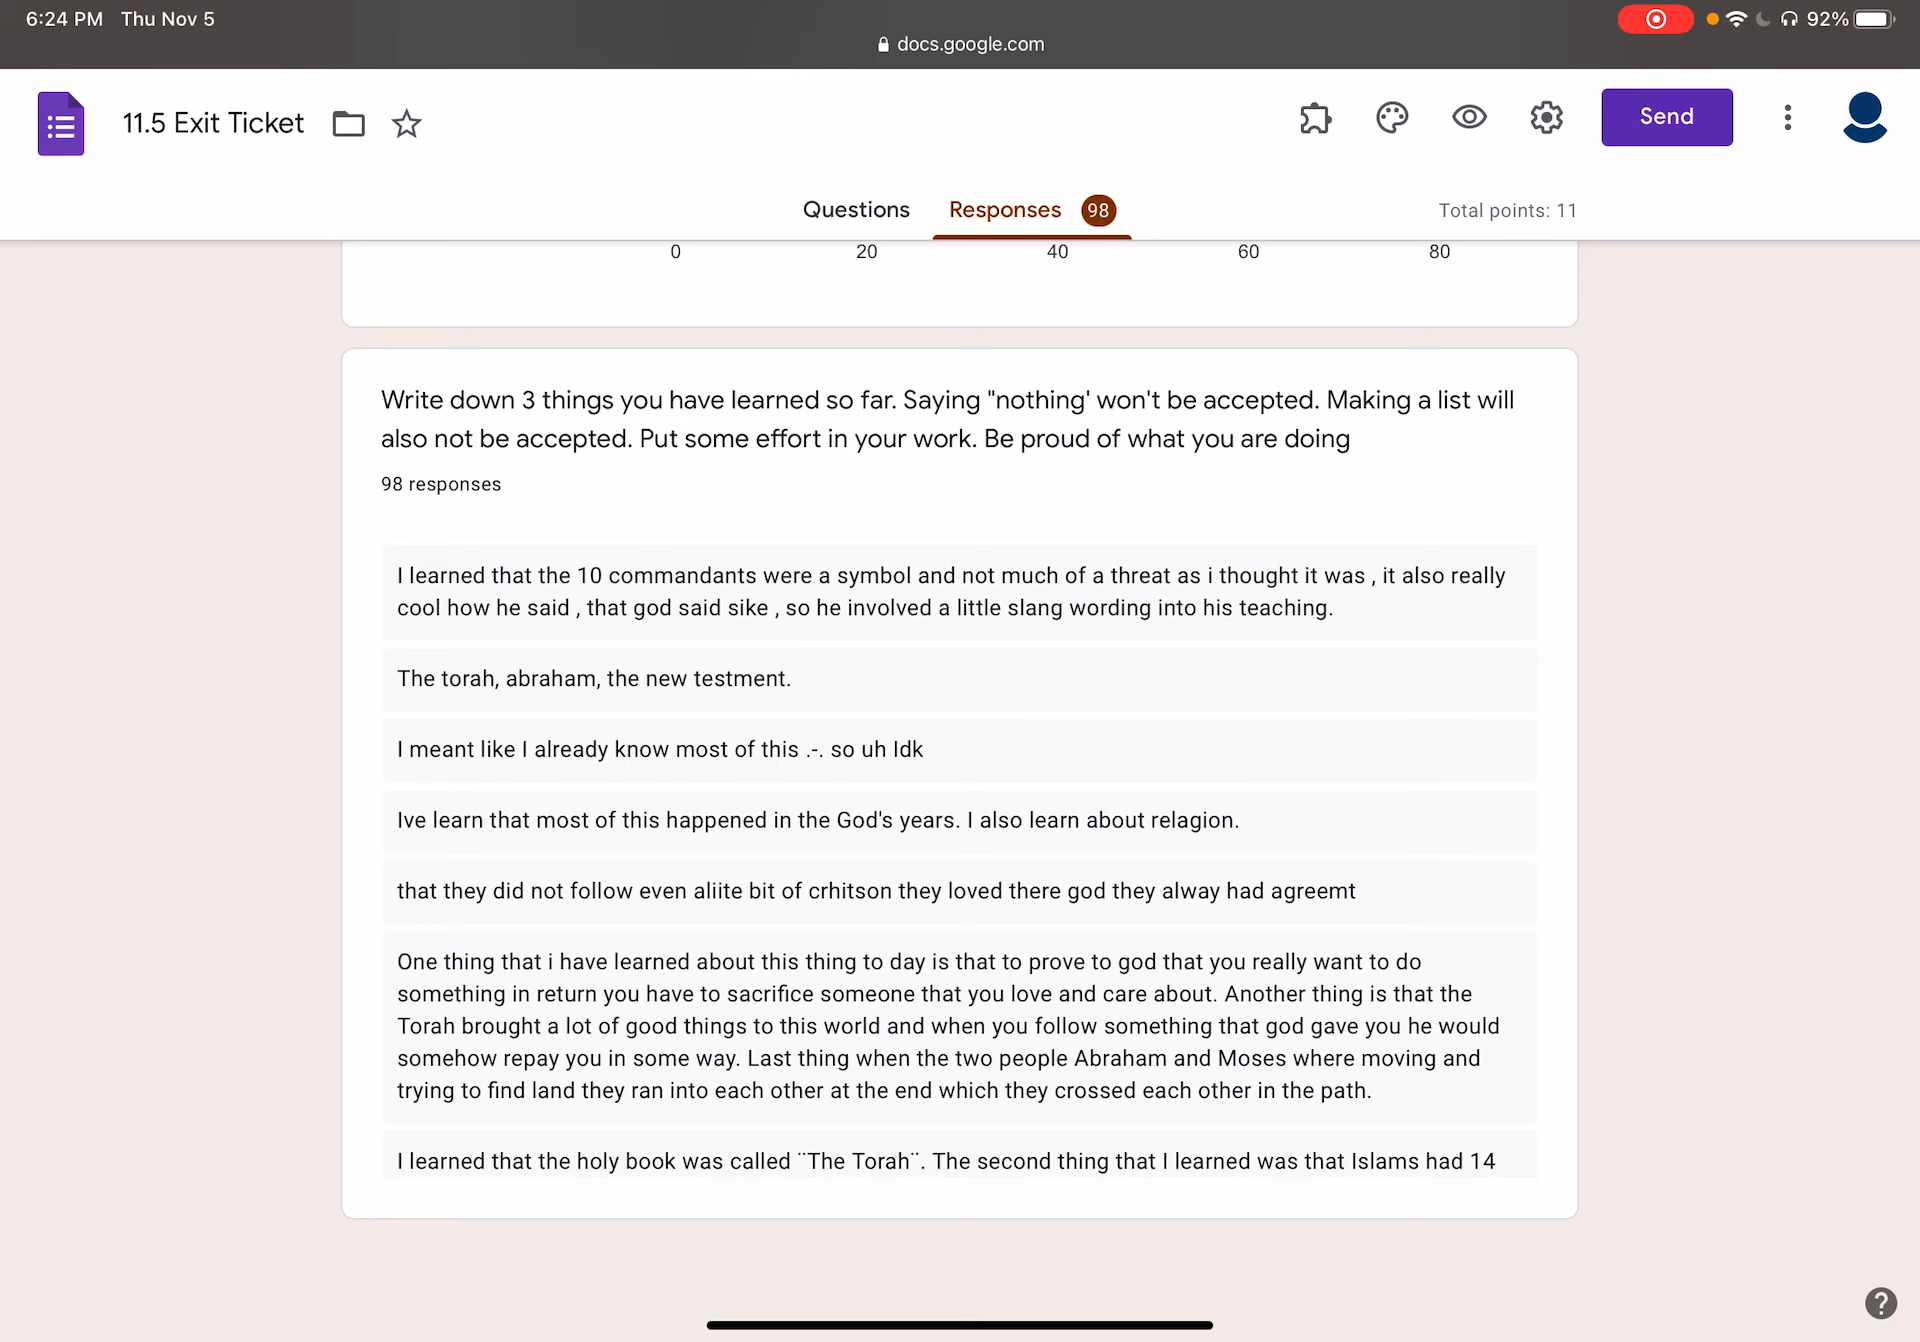 6:24 PM Thu Nov 5
92%
docs.google.com
11.5 Exit Ticket
Send
Questions Responses 98
Total points: 11
0 20 40 60 80
Write down 3 things you have learned so far. Saying "nothing' won't be accepted. Making a list will
also not be accepted. Put some effort in your work. Be proud of what you are doing
98 responses
I learned that the 10 commandants were a symbol and not much of a threat as i thought it was , it also really
cool how he said , that god said sike , so he involved a little slang wording into his teaching.
The torah, abraham, the new testment.
I meant like I already know most of this .-. so uh Idk
Ive learn that most of this happened in the God's years. I also learn about relagion.
that they did not follow even aliite bit of crhitson they loved there god they alway had agreemt
One thing that i have learned about this thing to day is that to prove to god that you really want to do
something in return you have to sacrifice someone that you love and care about. Another thing is that the
Torah brought a lot of good things to this world and when you follow something that god gave you he would
somehow repay you in some way. Last thing when the two people Abraham and Moses where moving and
trying to find land they ran into each other at the end which they crossed each other in the path.
I learned that the holy book was called ¨The Torah¨. The second thing that I learned was that Islams had 14